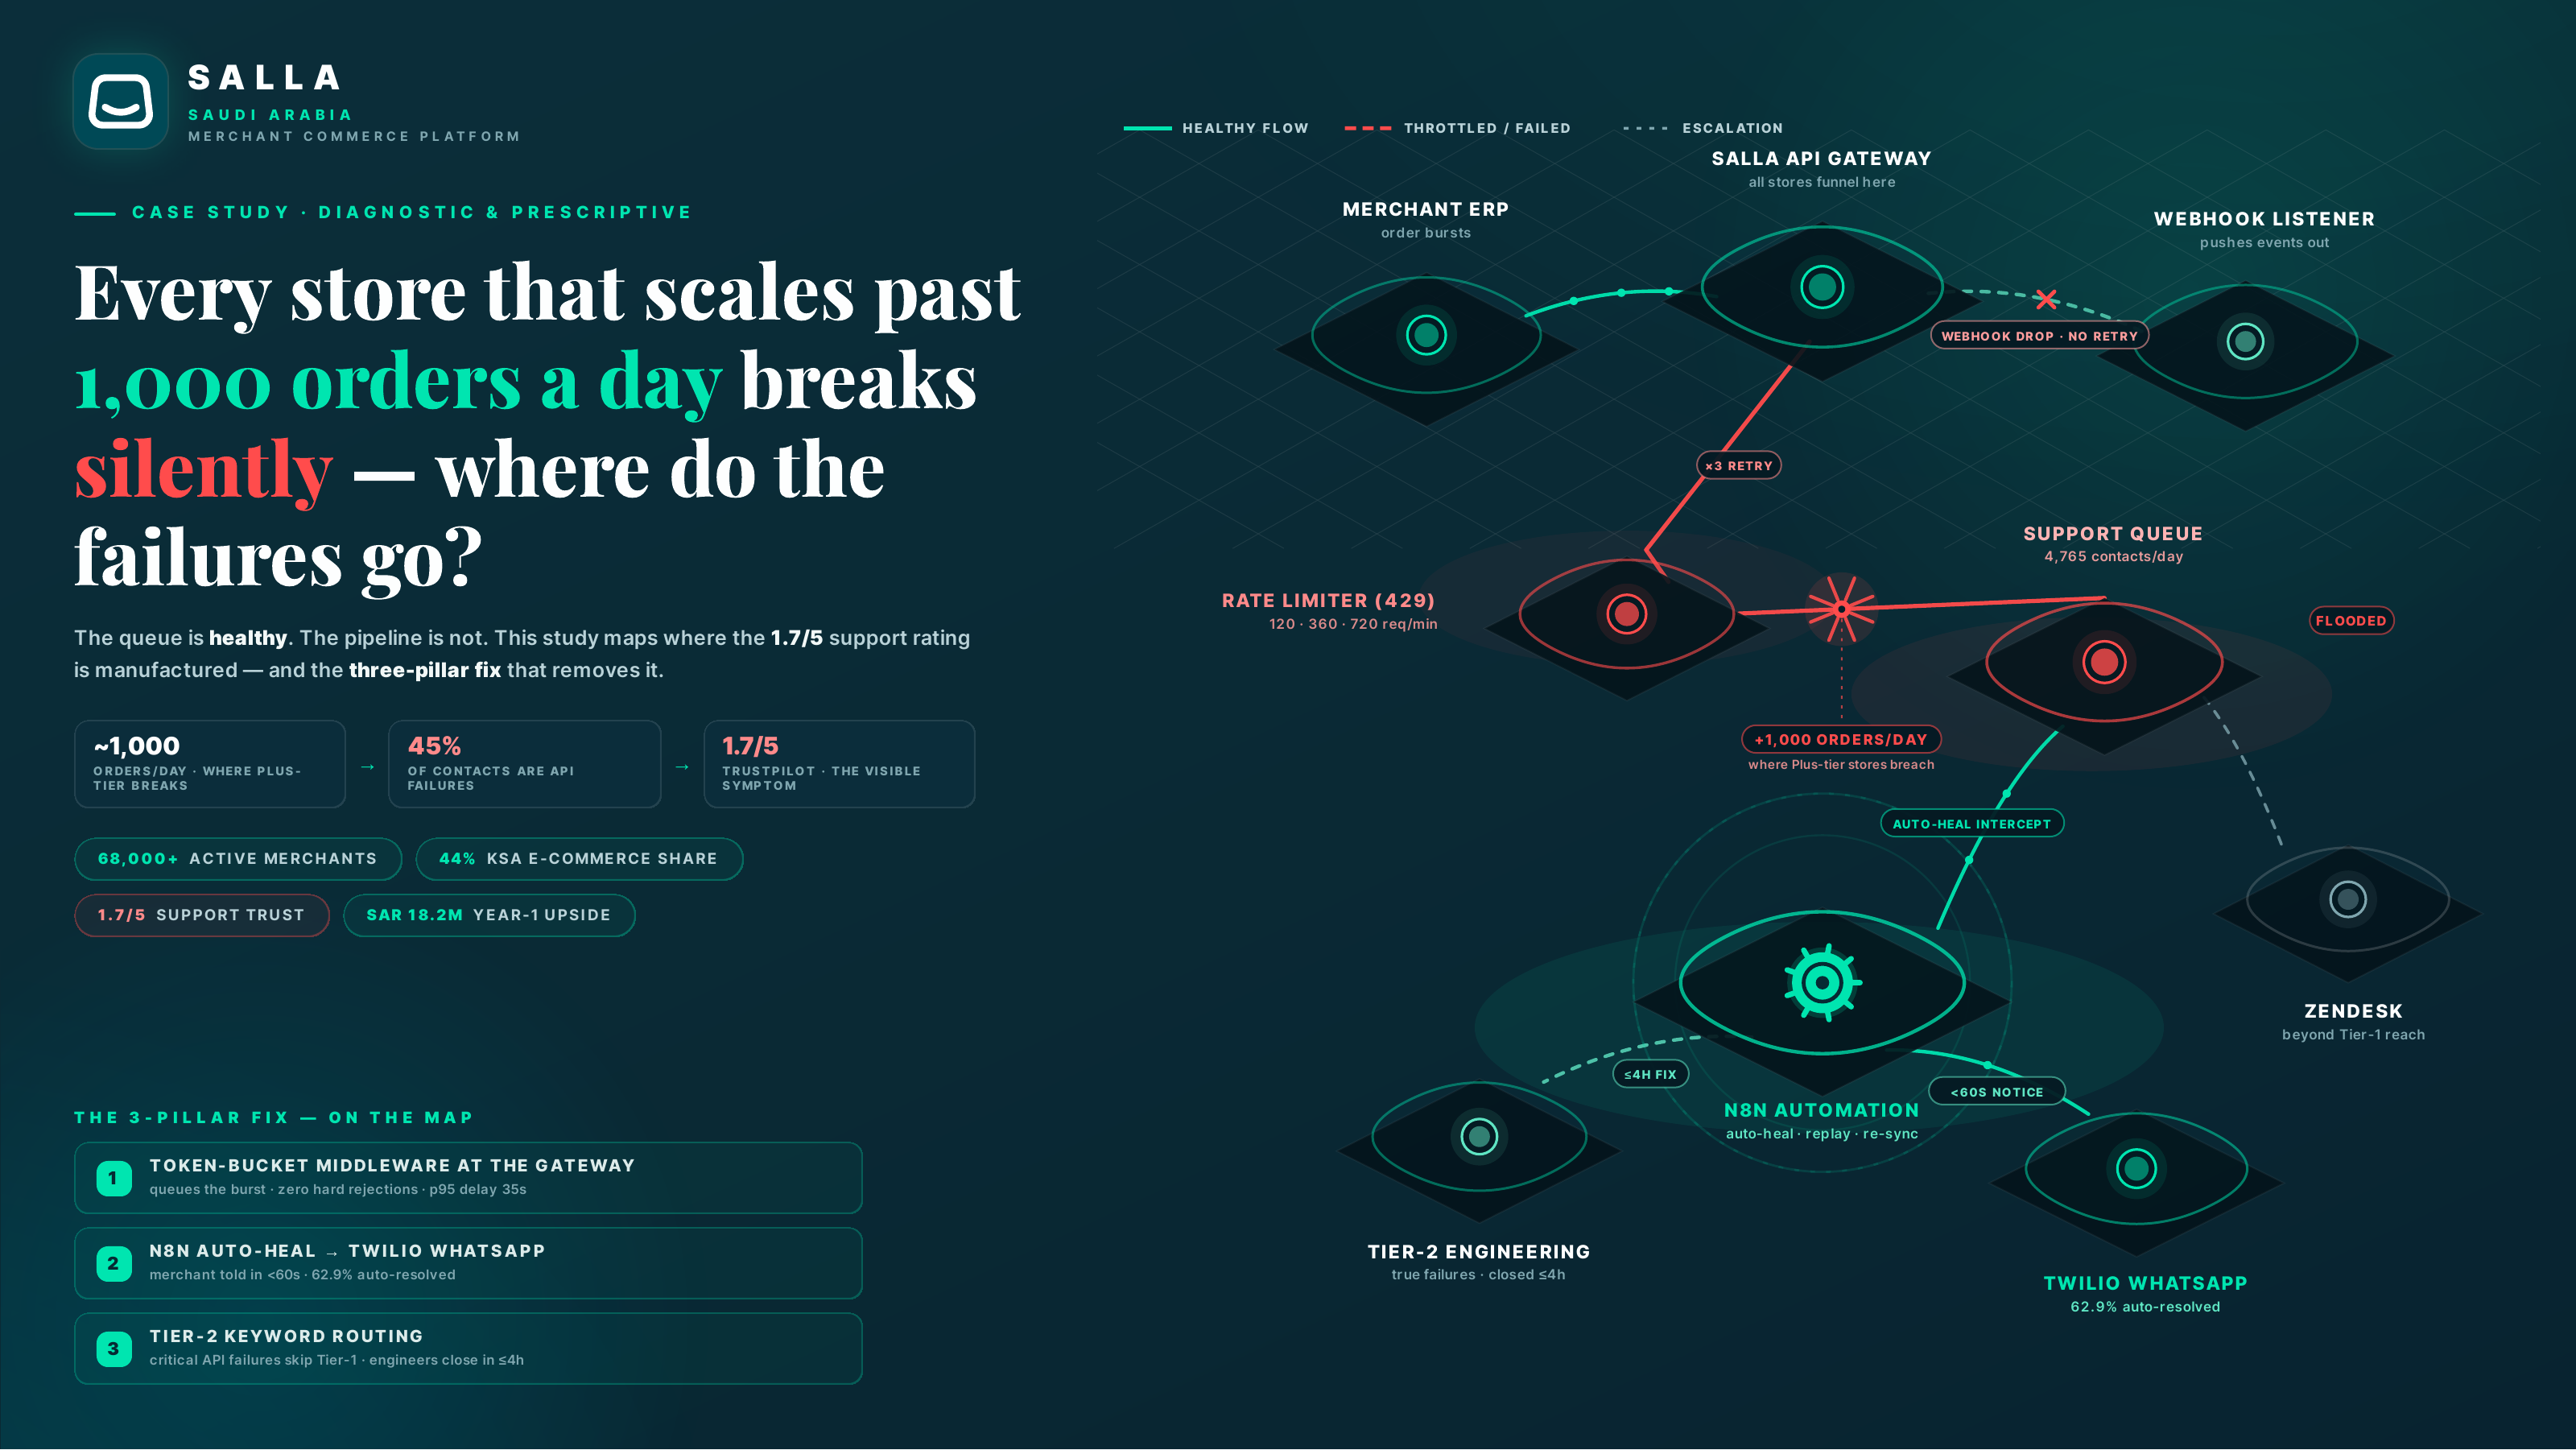 SALLA
SAUDI ARABIA
MERCHANT COMMERCE PLATFORM
CASE STUDY · DIAGNOSTIC & PRESCRIPTIVE
Every store that scales past
1,000 orders a day breaks
silently — where do the
failures go?
The queue is healthy. The pipeline is not. This study maps where the 1.7/5 support rating
is manufactured — and the three-pillar fix that removes it.
~1,000
ORDERS/DAY · WHERE PLUS-
TIER BREAKS
→
45%
OF CONTACTS ARE API
FAILURES
→
1.7/5
TRUSTPILOT · THE VISIBLE
SYMPTOM
68,000+ ACTIVE MERCHANTS
44% KSA E-COMMERCE SHARE
1.7/5 SUPPORT TRUST
SAR 18.2M YEAR-1 UPSIDE
THE 3-PILLAR FIX — ON THE MAP
1
TOKEN-BUCKET MIDDLEWARE AT THE GATEWAY
queues the burst · zero hard rejections · p95 delay 35s
2
N8N AUTO-HEAL → TWILIO WHATSAPP
merchant told in <60s · 62.9% auto-resolved
3
TIER-2 KEYWORD ROUTING
critical API failures skip Tier-1 · engineers close in ≤4h
HEALTHY FLOW
THROTTLED / FAILED
ESCALATION
SALLA API GATEWAY
all stores funnel here
MERCHANT ERP
order bursts
WEBHOOK LISTENER
pushes events out
WEBHOOK DROP · NO RETRY
×3 RETRY
SUPPORT QUEUE
4,765 contacts/day
RATE LIMITER (429)
120 · 360 · 720 req/min
FLOODED
+1,000 ORDERS/DAY
where Plus-tier stores breach
AUTO-HEAL INTERCEPT
ZENDESK
beyond Tier-1 reach
≤4H FIX
<60S NOTICE
N8N AUTOMATION
auto-heal · replay · re-sync
TIER-2 ENGINEERING
true failures · closed ≤4h
TWILIO WHATSAPP
62.9% auto-resolved